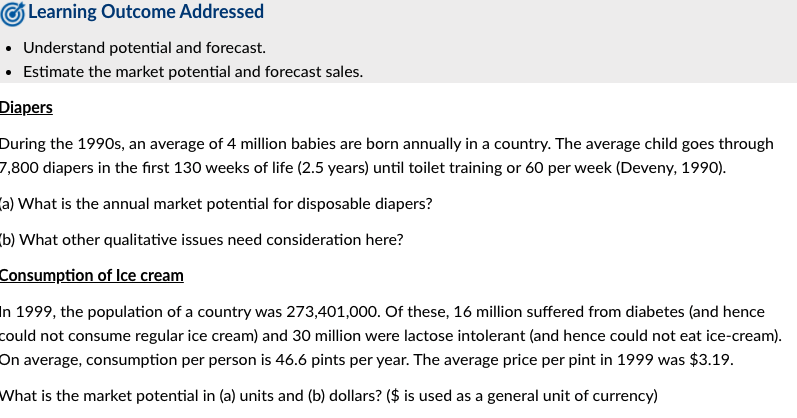 Learning Outcome Addressed
• Understand potential and forecast.
• Estimate the market potential and forecast sales.
Diapers
During the 1990s, an average of 4 million babies are born annually in a country. The average child goes through
7,800 diapers in the first 130 weeks of life (2.5 years) until toilet training or 60 per week (Deveny, 1990).
(a) What is the annual market potential for disposable diapers?
(b) What other qualitative issues need consideration here?
Consumption of Ice cream
In 1999, the population of a country was 273,401,000. Of these, 16 million suffered from diabetes (and hence
could not consume regular ice cream) and 30 million were lactose intolerant (and hence could not eat ice-cream).
On average, consumption per person is 46.6 pints per year. The average price per pint in 1999 was $3.19.
What is the market potential in (a) units and (b) dollars? ($ is used as a general unit of currency)